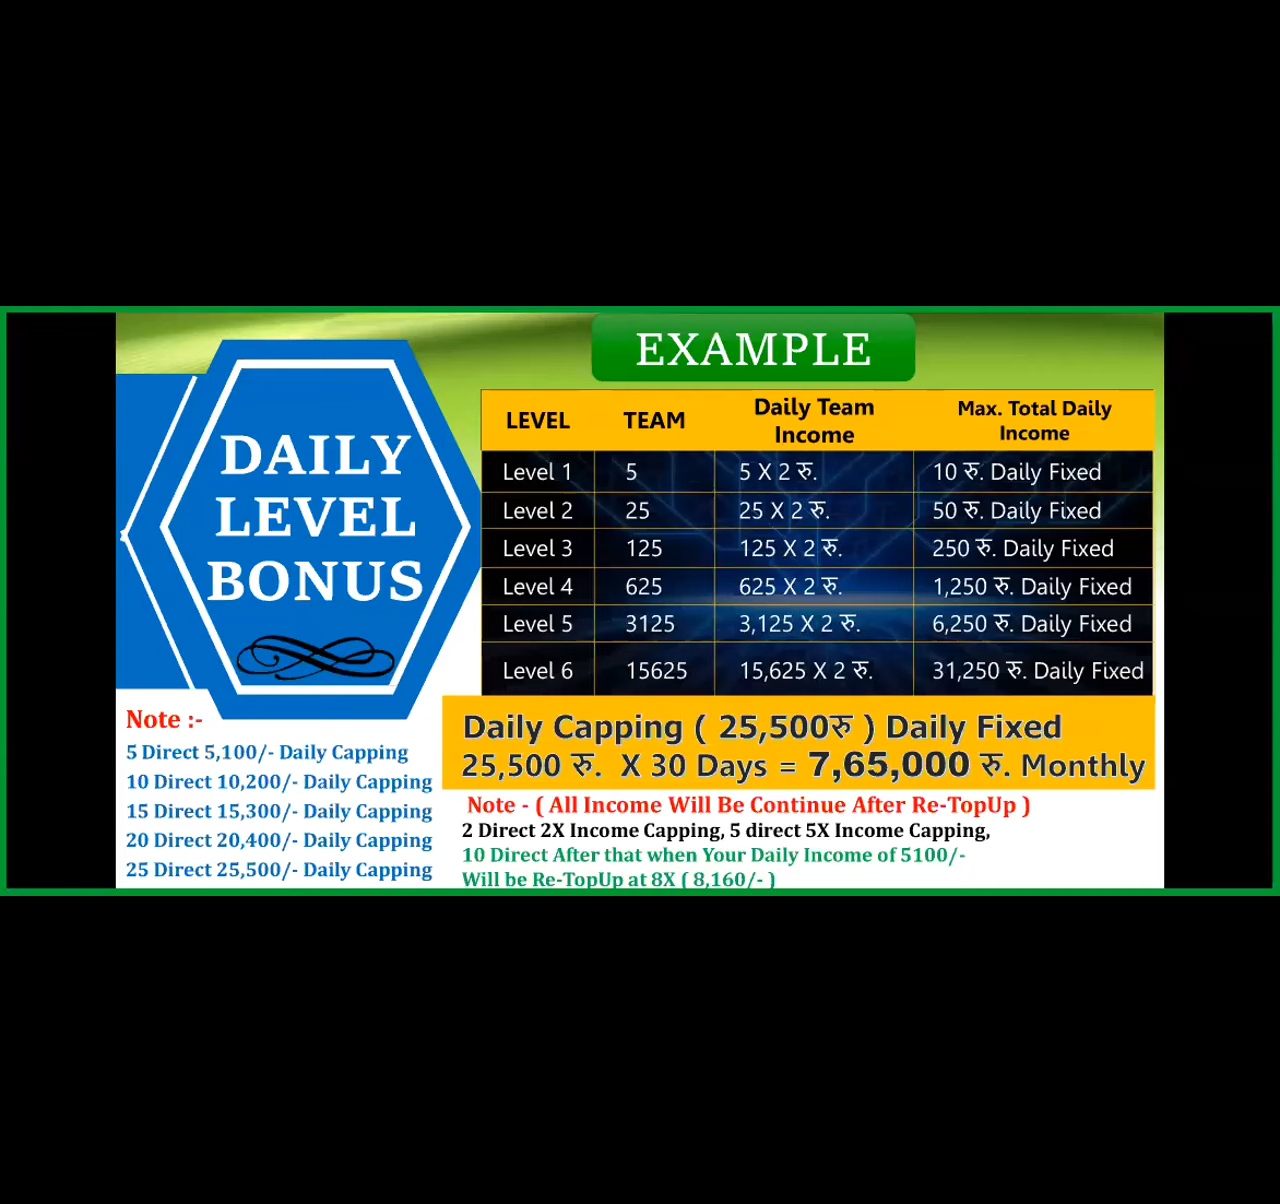 EXAMPLE
DAILY
LEVEL
BONUS
LEVEL TEAM Daily Team Income Max. Total Daily Income
Level 1 5 5 X 2 रु. 10 रु. Daily Fixed
Level 2 25 25 X 2 रु. 50 रु. Daily Fixed
Level 3 125 125 X 2 रु. 250 रु. Daily Fixed
Level 4 625 625 X 2 रु. 1,250 रु. Daily Fixed
Level 5 3125 3,125 X 2 रु. 6,250 रु. Daily Fixed
Level 6 15625 15,625 X 2 रु. 31,250 रु. Daily Fixed
Daily Capping ( 25,500रु ) Daily Fixed
25,500 रु. X 30 Days = 7,65,000 रु. Monthly
Note :-
5 Direct 5,100/- Daily Capping
10 Direct 10,200/- Daily Capping
15 Direct 15,300/- Daily Capping
20 Direct 20,400/- Daily Capping
25 Direct 25,500/- Daily Capping
Note - ( All Income Will Be Continue After Re-TopUp )
2 Direct 2X Income Capping, 5 direct 5X Income Capping,
10 Direct After that when Your Daily Income of 5100/-
Will be Re-TopUp at 8X ( 8,160/- )